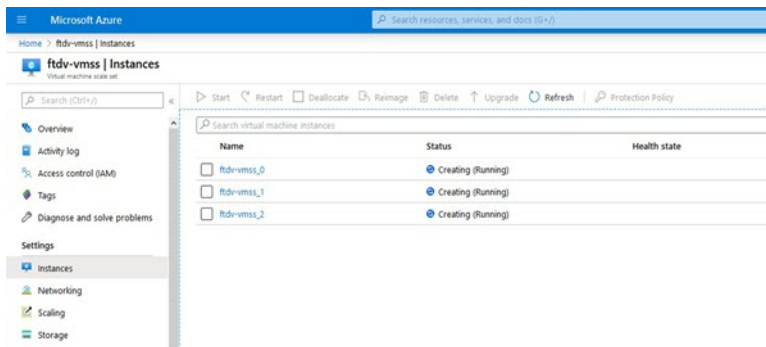 Microsoft Azure
Search resources, services, and docs (G+/)
Home > ftdv-vmss | Instances
ftdv-vmss | Instances
Virtual machine scale set
Search (Ctrl+/)
«
Overview
Activity log
Access control (IAM)
Tags
Diagnose and solve problems
Settings
Instances
Networking
Scaling
Storage
Start Restart Deallocate Reimage Delete Upgrade Refresh Protection Policy
Search virtual machine instances
Name Status Health state
ftdv-vmss_0 Creating (Running)
ftdv-vmss_1 Creating (Running)
ftdv-vmss_2 Creating (Running)